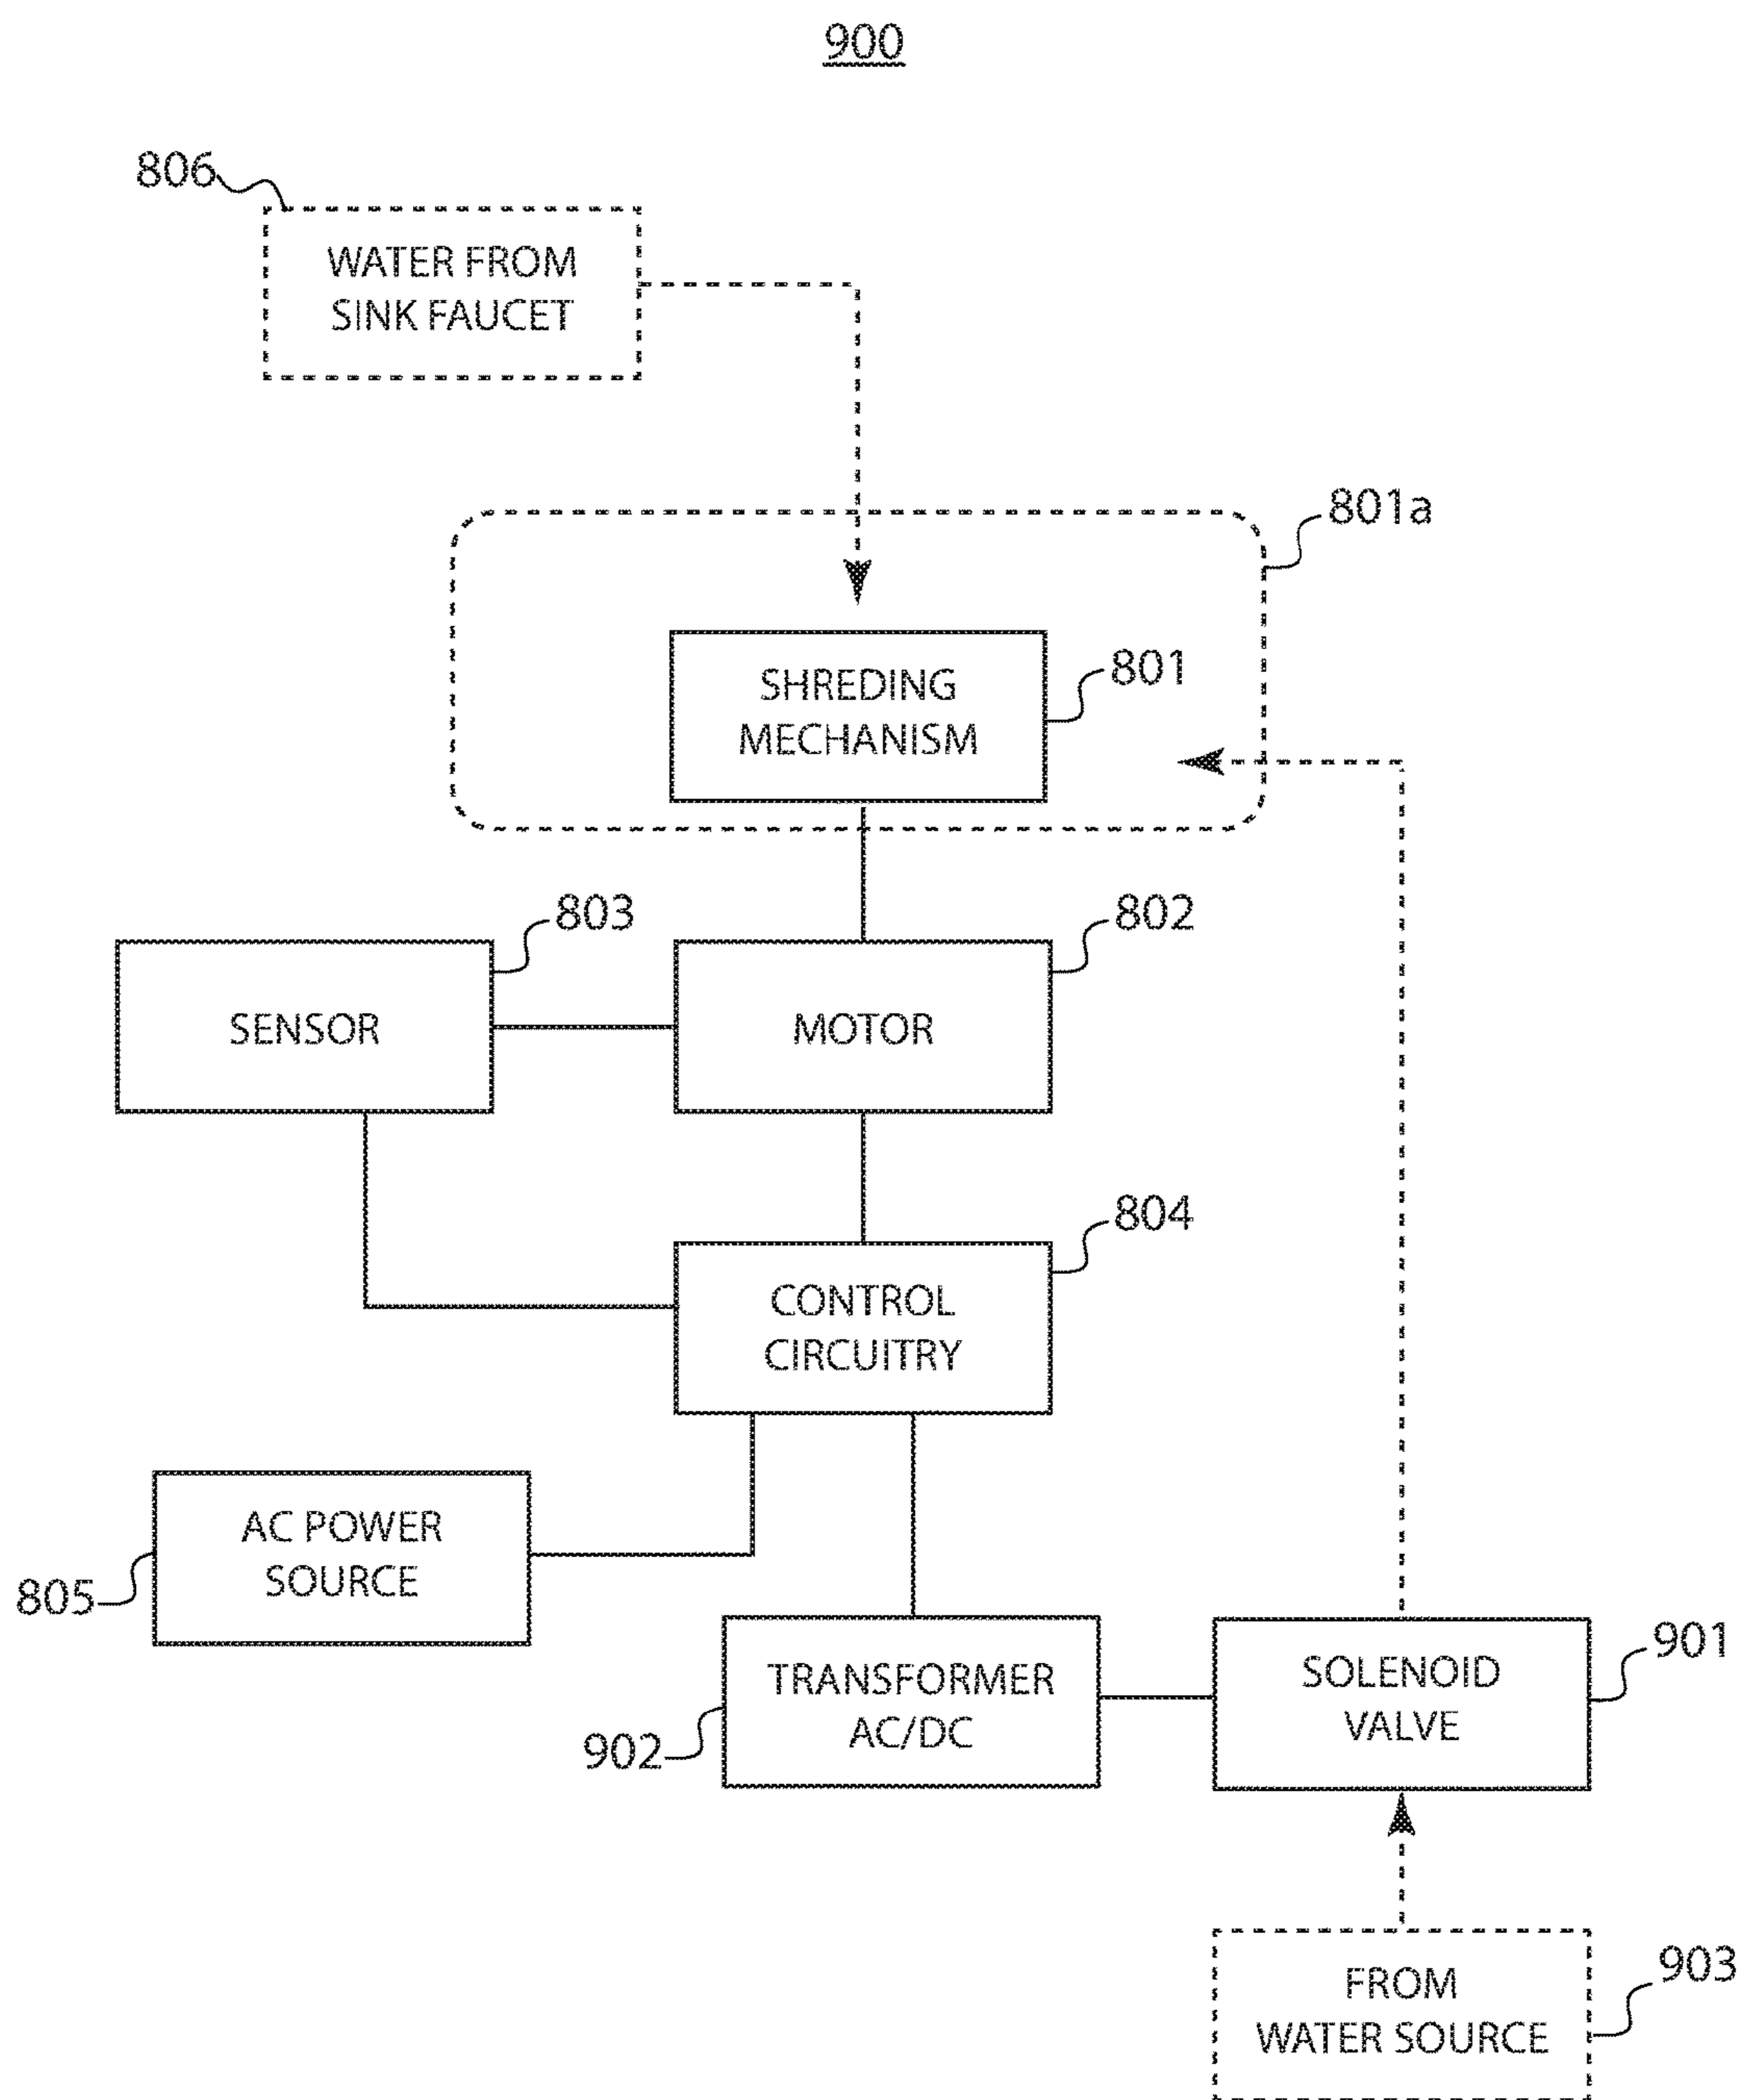 900
806
WATER FROM
SINK FAUCET
801a
SHREDING
MECHANISM
801
803
802
SENSOR
MOTOR
804
CONTROL
CIRCUITRY
AC POWER
SOURCE
805
901
TRANSFORMER
AC/DC
SOLENOID
VALVE
902
903
FROM
WATER SOURCE